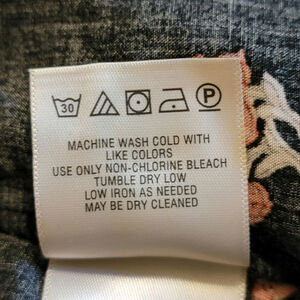 30 P
MACHINE WASH COLD WITH
LIKE COLORS
USE ONLY NON-CHLORINE BLEACH
TUMBLE DRY LOW
LOW IRON AS NEEDED
MAY BE DRY CLEANED